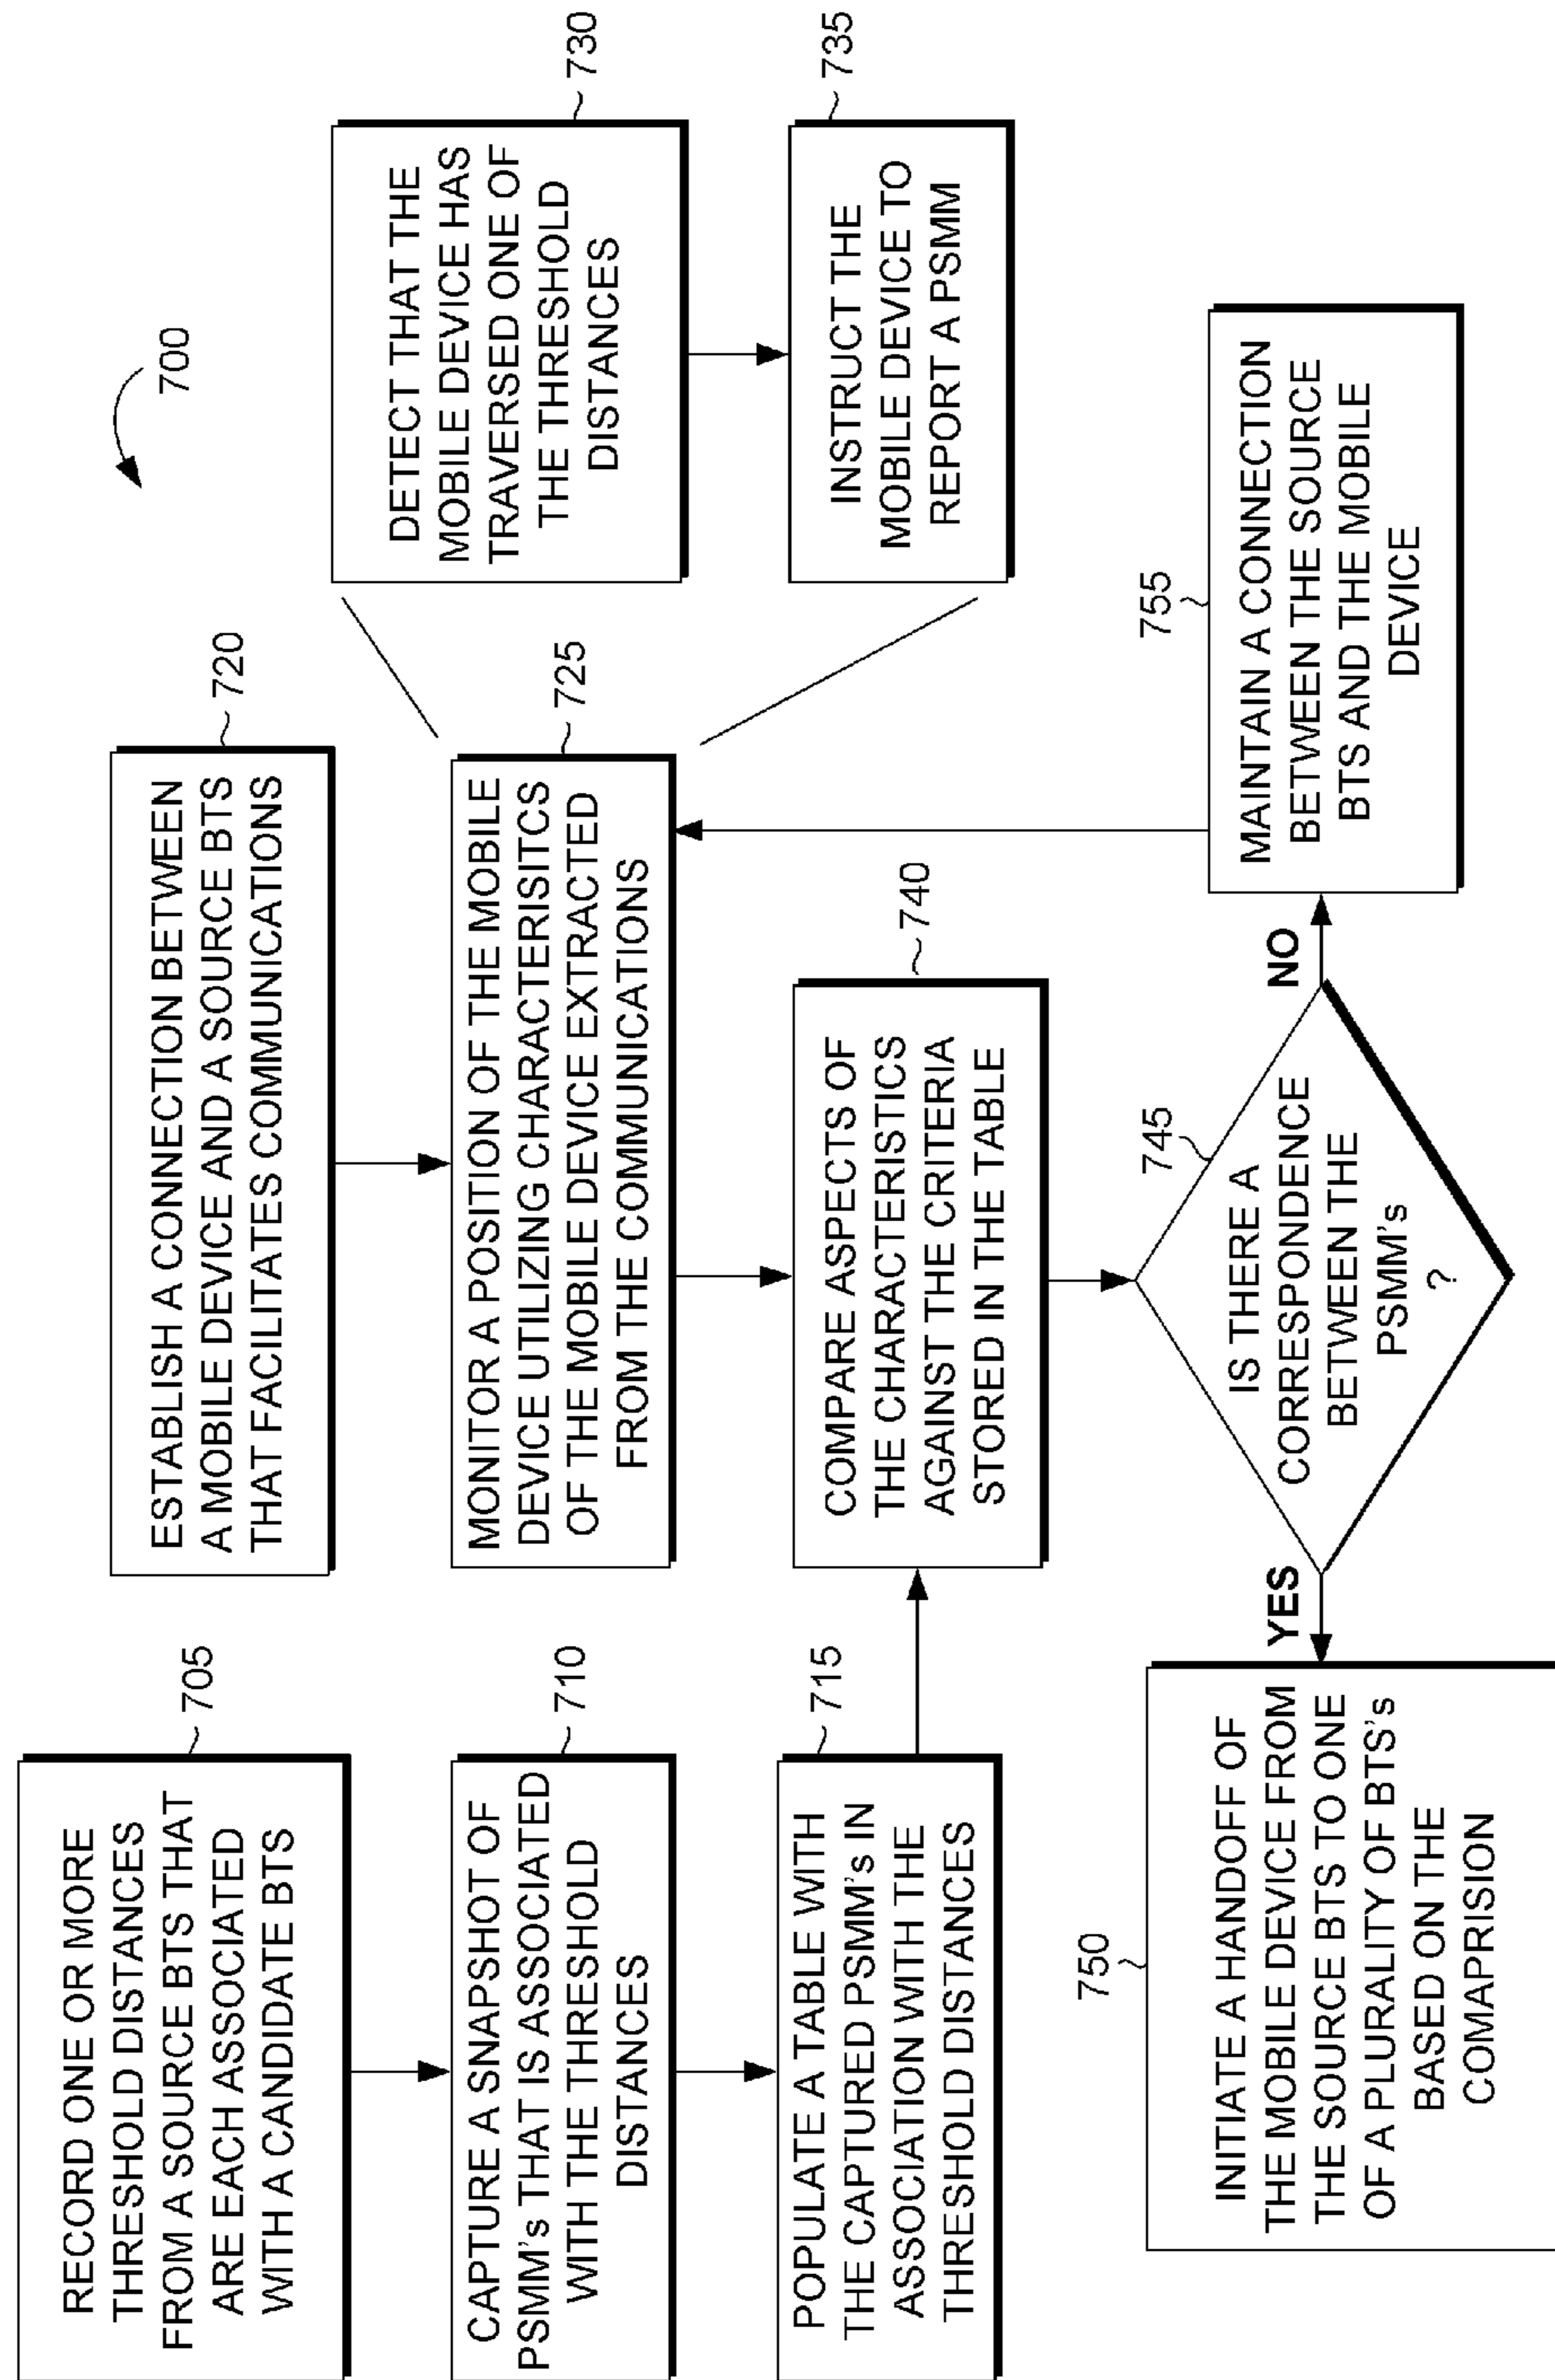 700
705
RECORD ONE OR MORE
THRESHOLD DISTANCES
FROM A SOURCE BTS THAT
ARE EACH ASSOCIATED
WITH A CANDIDATE BTS
710
CAPTURE A SNAPSHOT OF
PSMM's THAT IS ASSOCIATED
WITH THE THRESHOLD
DISTANCES
715
POPULATE A TABLE WITH
THE CAPTURED PSMM's IN
ASSOCIATION WITH THE
THRESHOLD DISTANCES
720
ESTABLISH A CONNECTION BETWEEN
A MOBILE DEVICE AND A SOURCE BTS
THAT FACILITATES COMMUNICATIONS
725
MONITOR A POSITION OF THE MOBILE
DEVICE UTILIZING CHARACTERISITCS
OF THE MOBILE DEVICE EXTRACTED
FROM THE COMMUNICATIONS
730
DETECT THAT THE
MOBILE DEVICE HAS
TRAVERSED ONE OF
THE THRESHOLD
DISTANCES
735
INSTRUCT THE
MOBILE DEVICE TO
REPORT A PSMM
740
COMPARE ASPECTS OF
THE CHARACTERISTICS
AGAINST THE CRITERIA
STORED IN THE TABLE
745
IS THERE A
CORRESPONDENCE
BETWEEN THE
PSMM's
?
YES
NO
750
INITIATE A HANDOFF OF
THE MOBILE DEVICE FROM
THE SOURCE BTS TO ONE
OF A PLURALITY OF BTS's
BASED ON THE
COMAPRISION
755
MAINTAIN A CONNECTION
BETWEEN THE SOURCE
BTS AND THE MOBILE
DEVICE